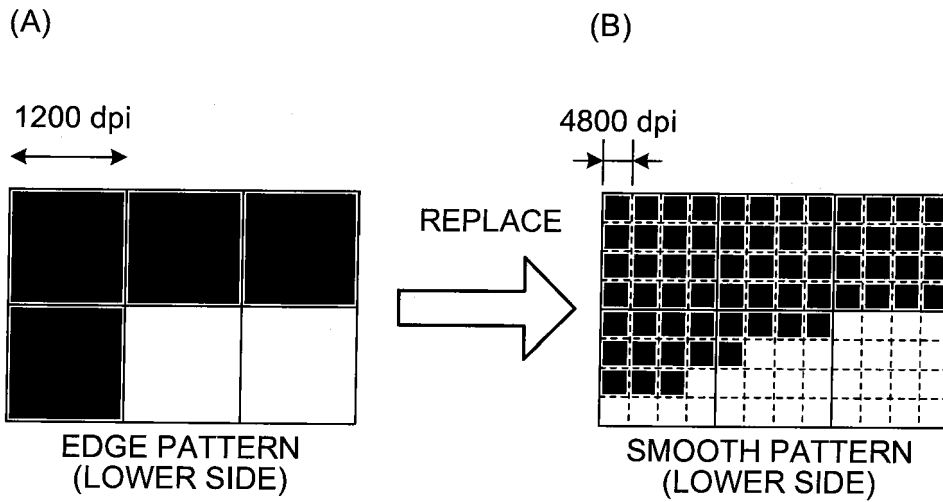 (A)
(B)
1200 dpi
4800 dpi
REPLACE
EDGE PATTERN
(LOWER SIDE)
SMOOTH PATTERN
(LOWER SIDE)